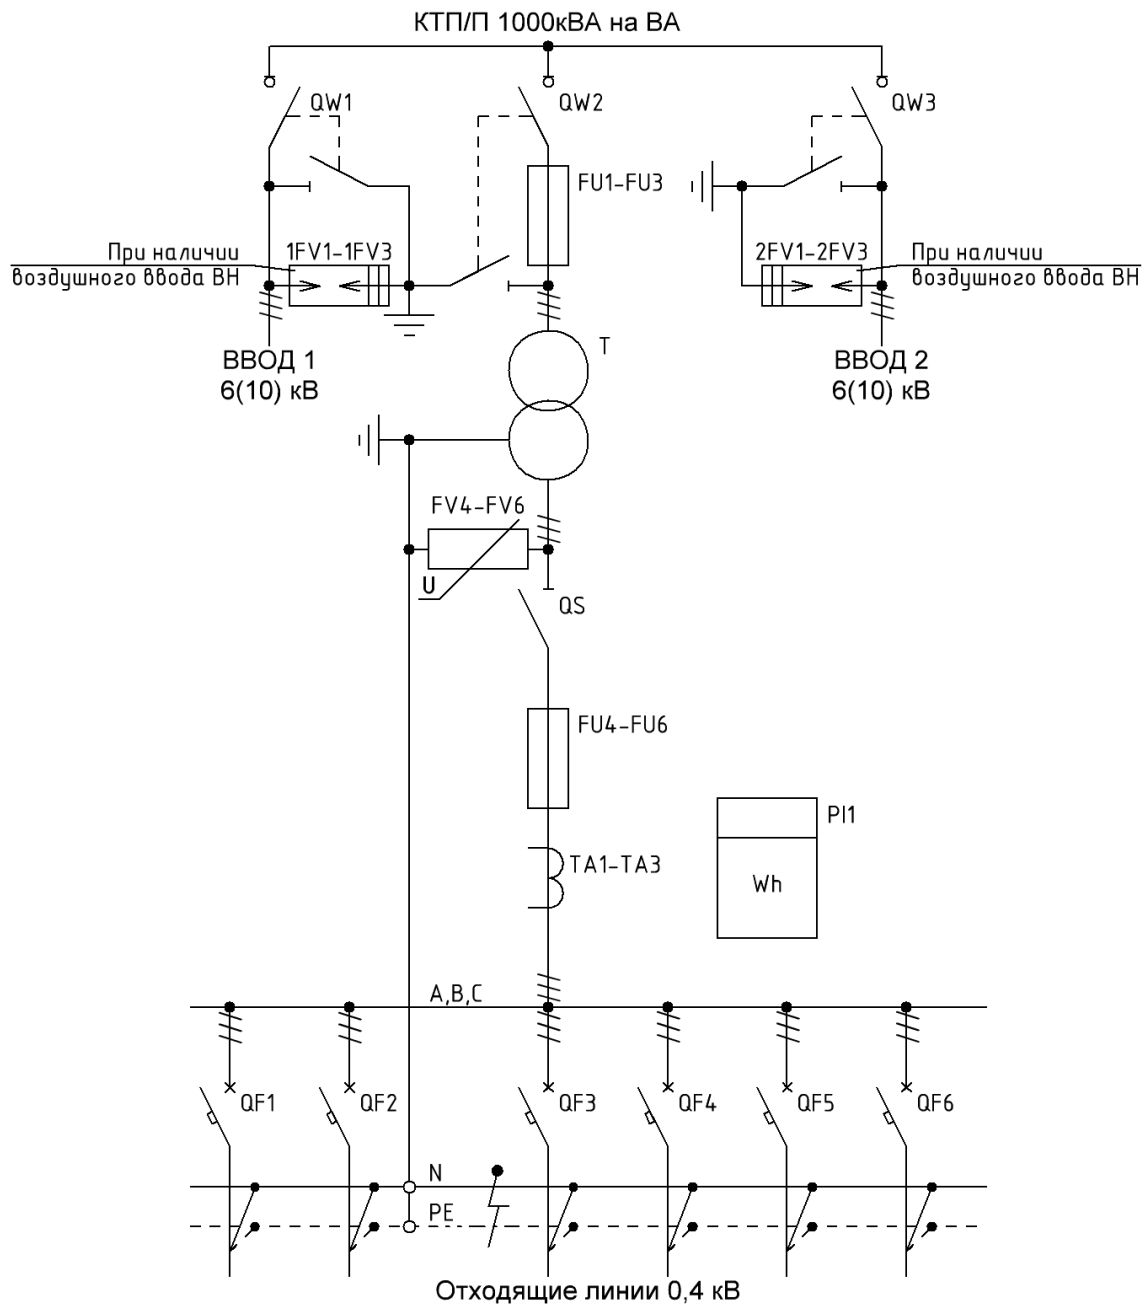 КТП/П 1000кВА на ВА
QW1
QW2
QW3
FU1-FU3
При наличии
воздушного ввода ВН
1FV1-1FV3
2FV1-2FV3
При наличии
воздушного ввода ВН
ВВОД 1
6(10) кВ
T
ВВОД 2
6(10) кВ
FV4-FV6
U
QS
FU4-FU6
PI1
Wh
TA1-TA3
A,B,C
QF1
QF2
QF3
QF4
QF5
QF6
N
PE
Отходящие линии 0,4 кВ